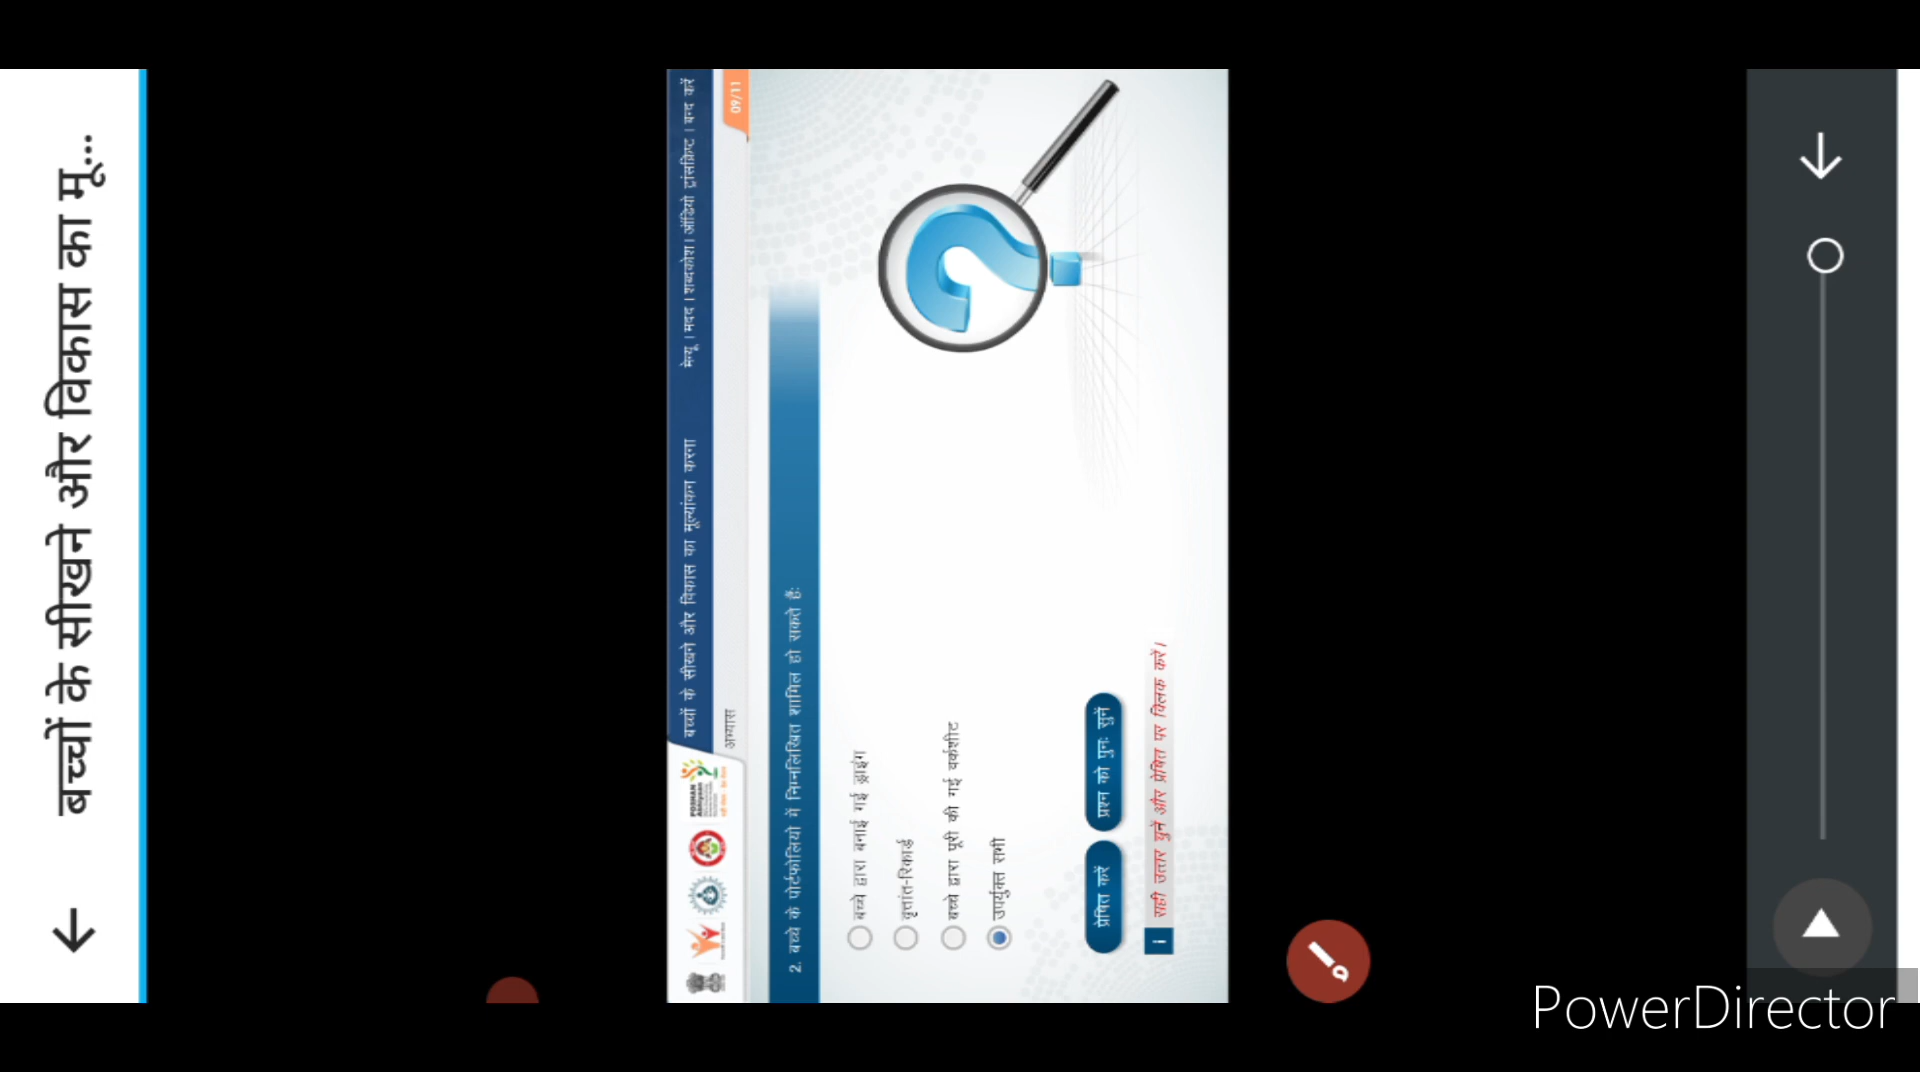 बच्चों के सीखने और विकास का मू...
बच्चों के सीखने और विकास का मूल्यांकन करना
मेन्यू । मदद । शब्दकोश । ऑडियो ट्रांसक्रिप्ट । बन्द करें
POSHAN
Abhiyaan
अभ्यास
09/11
2. बच्चे के पोर्टफोलियो में निम्नलिखित शामिल हो सकते हैं:
बच्चे द्वारा बनाई गई ड्राइंग
वृत्तांत-रिकार्ड
बच्चे द्वारा पूरी की गई वर्कशीट
उपर्युक्त सभी
प्रेषित करें
प्रश्न को पुनः सुनें
i
सही उत्तर चुनें और प्रेषित पर क्लिक करें।
PowerDirector